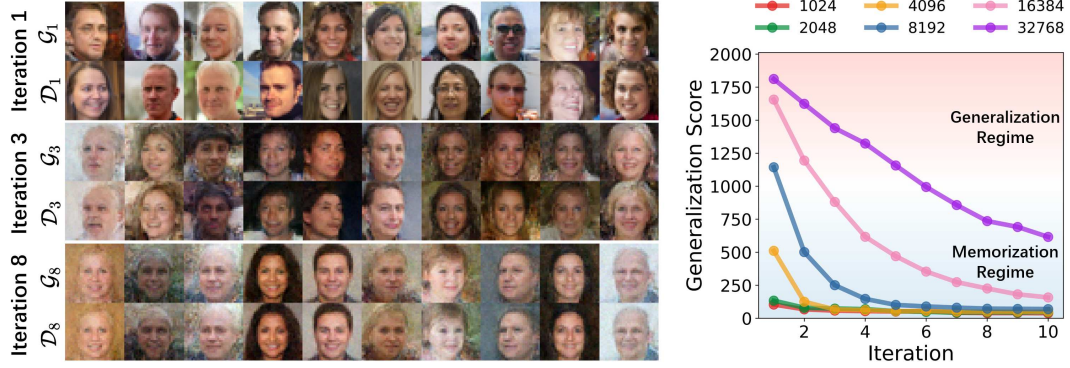 Iteration 1
G₁
D₁
Iteration 3
G₃
D₃
Iteration 8
G₈
D₈
1024 4096 16384
2048 8192 32768
Generalization Score
2000
1750
1500
1250
1000
750
500
250
0
Generalization
Regime
Memorization
Regime
2 4 6 8 10
Iteration